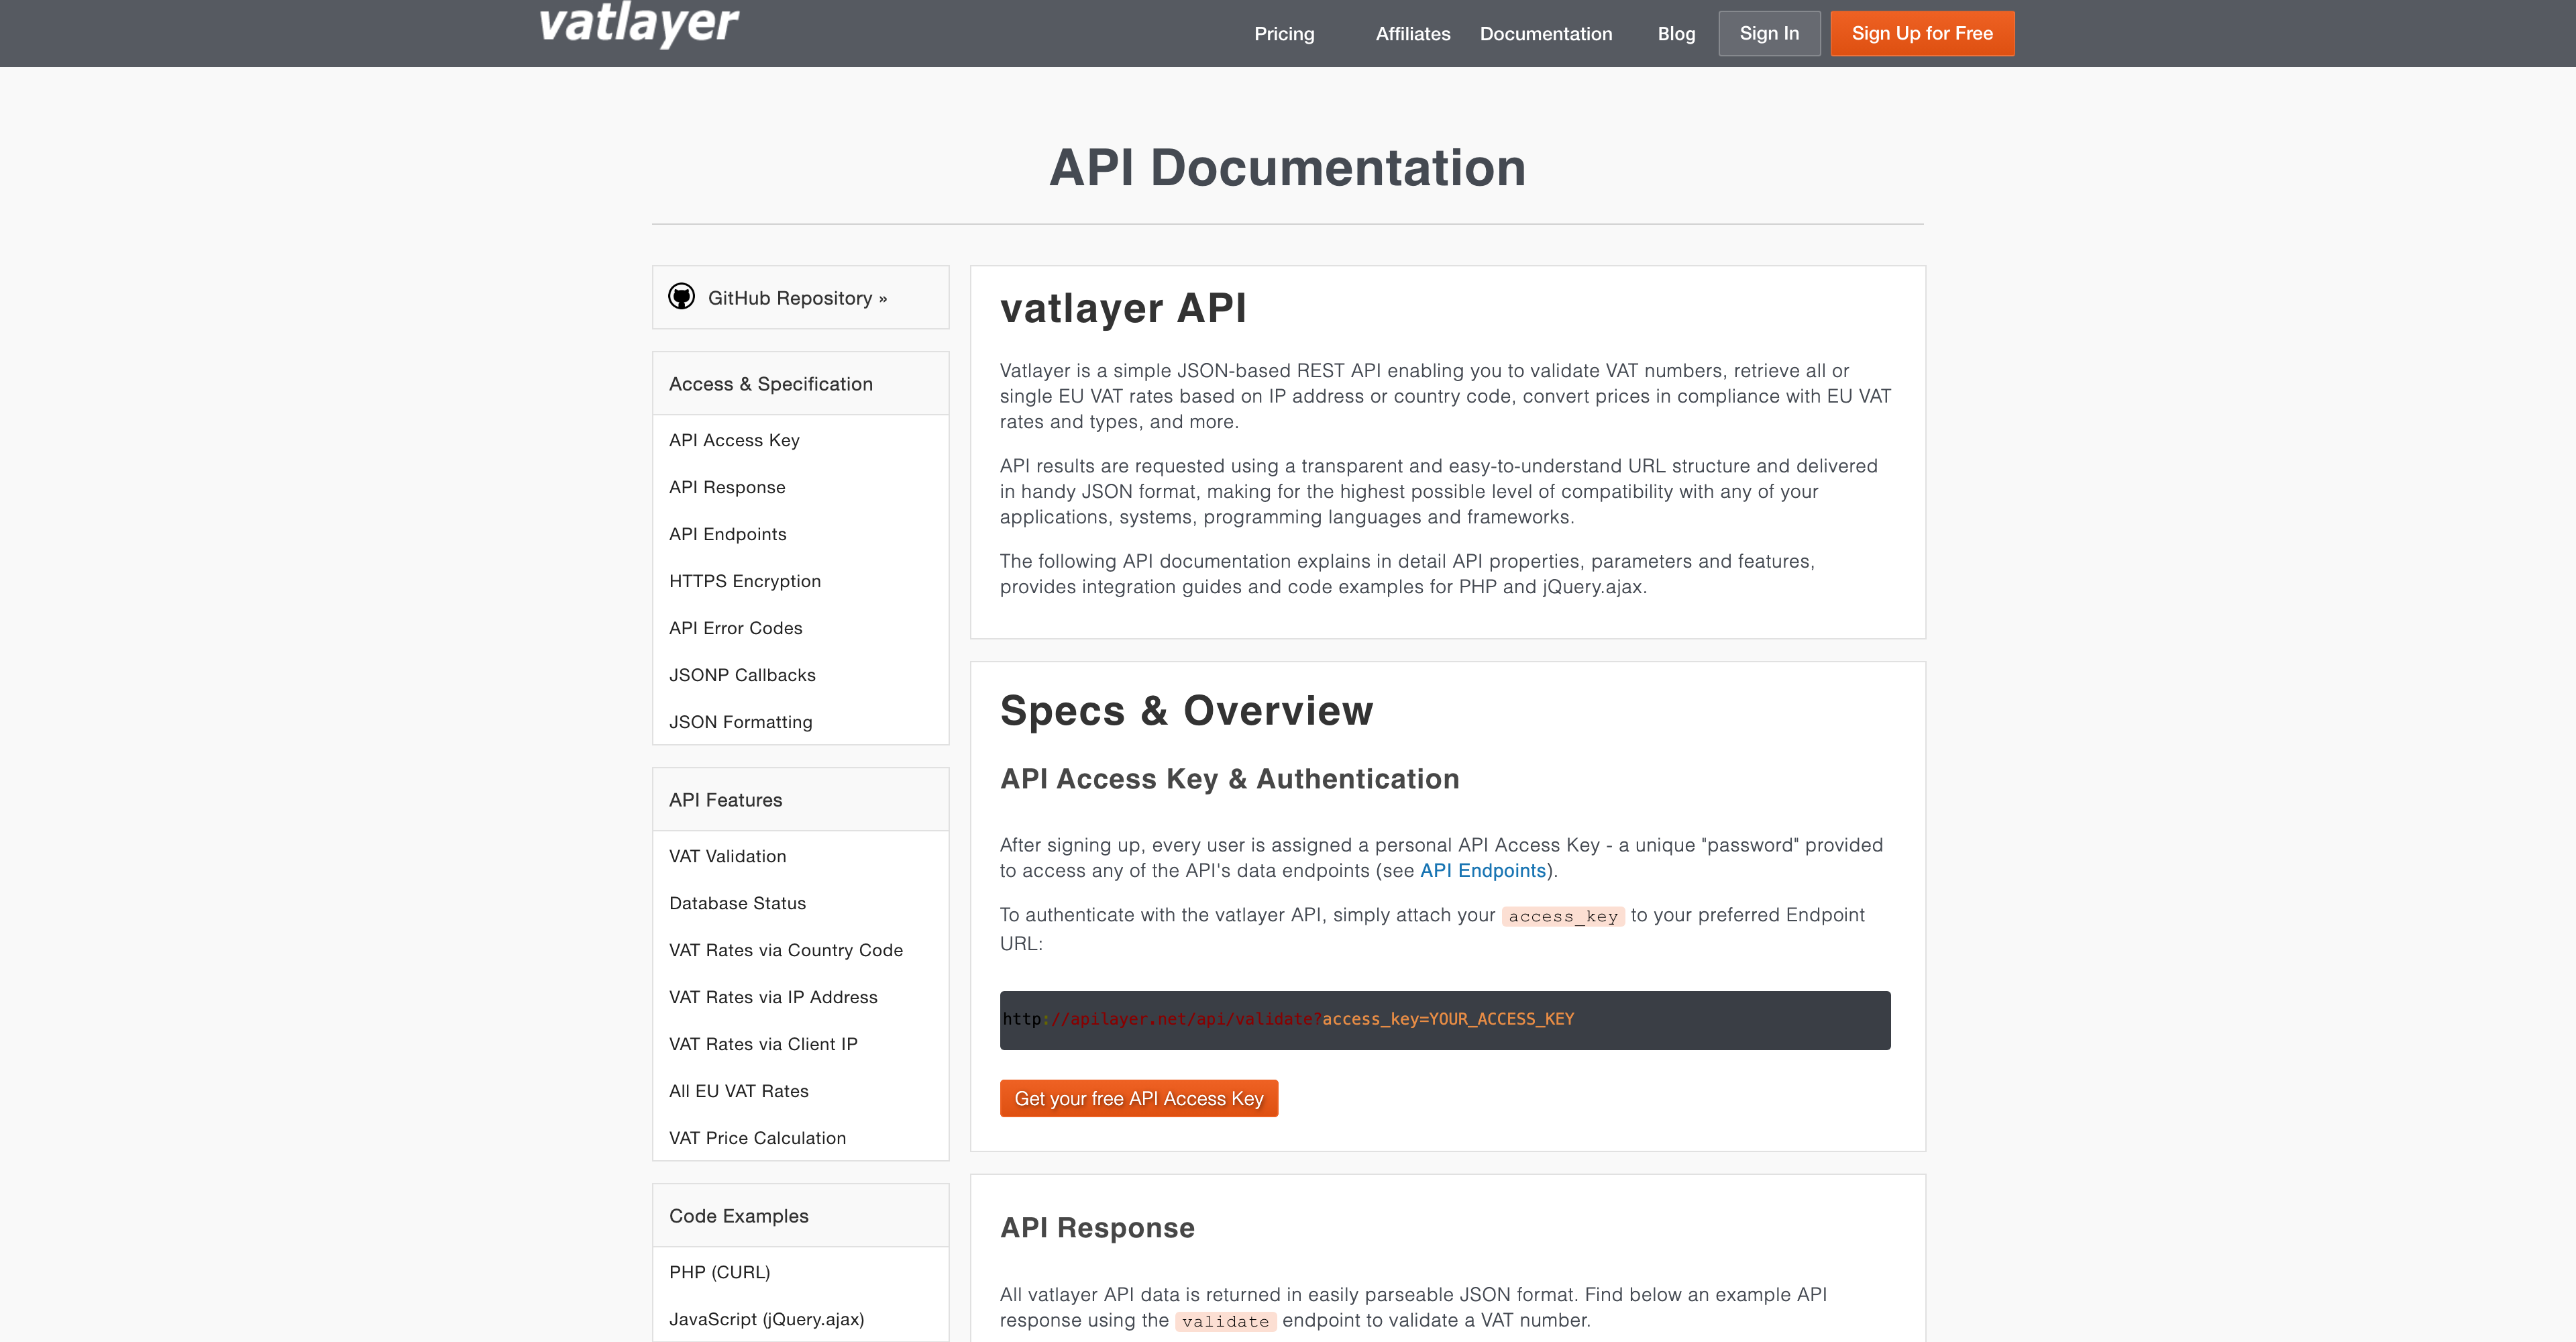 vatlayer
Pricing
Affiliates
Documentation
Blog
Sign In
Sign Up for Free
API Documentation
GitHub Repository »
Access & Specification
API Access Key
API Response
API Endpoints
HTTPS Encryption
API Error Codes
JSONP Callbacks
JSON Formatting
API Features
VAT Validation
Database Status
VAT Rates via Country Code
VAT Rates via IP Address
VAT Rates via Client IP
All EU VAT Rates
VAT Price Calculation
Code Examples
PHP (CURL)
JavaScript (jQuery.ajax)
vatlayer API
Vatlayer is a simple JSON-based REST API enabling you to validate VAT numbers, retrieve all or
single EU VAT rates based on IP address or country code, convert prices in compliance with EU VAT
rates and types, and more.
API results are requested using a transparent and easy-to-understand URL structure and delivered
in handy JSON format, making for the highest possible level of compatibility with any of your
applications, systems, programming languages and frameworks.
The following API documentation explains in detail API properties, parameters and features,
provides integration guides and code examples for PHP and jQuery.ajax.
Specs & Overview
API Access Key & Authentication
After signing up, every user is assigned a personal API Access Key - a unique "password" provided
to access any of the API's data endpoints (see API Endpoints).
To authenticate with the vatlayer API, simply attach your access_key to your preferred Endpoint
URL:
http://apilayer.net/api/validate?access_key=YOUR_ACCESS_KEY
Get your free API Access Key
API Response
All vatlayer API data is returned in easily parseable JSON format. Find below an example API
response using the validate endpoint to validate a VAT number.